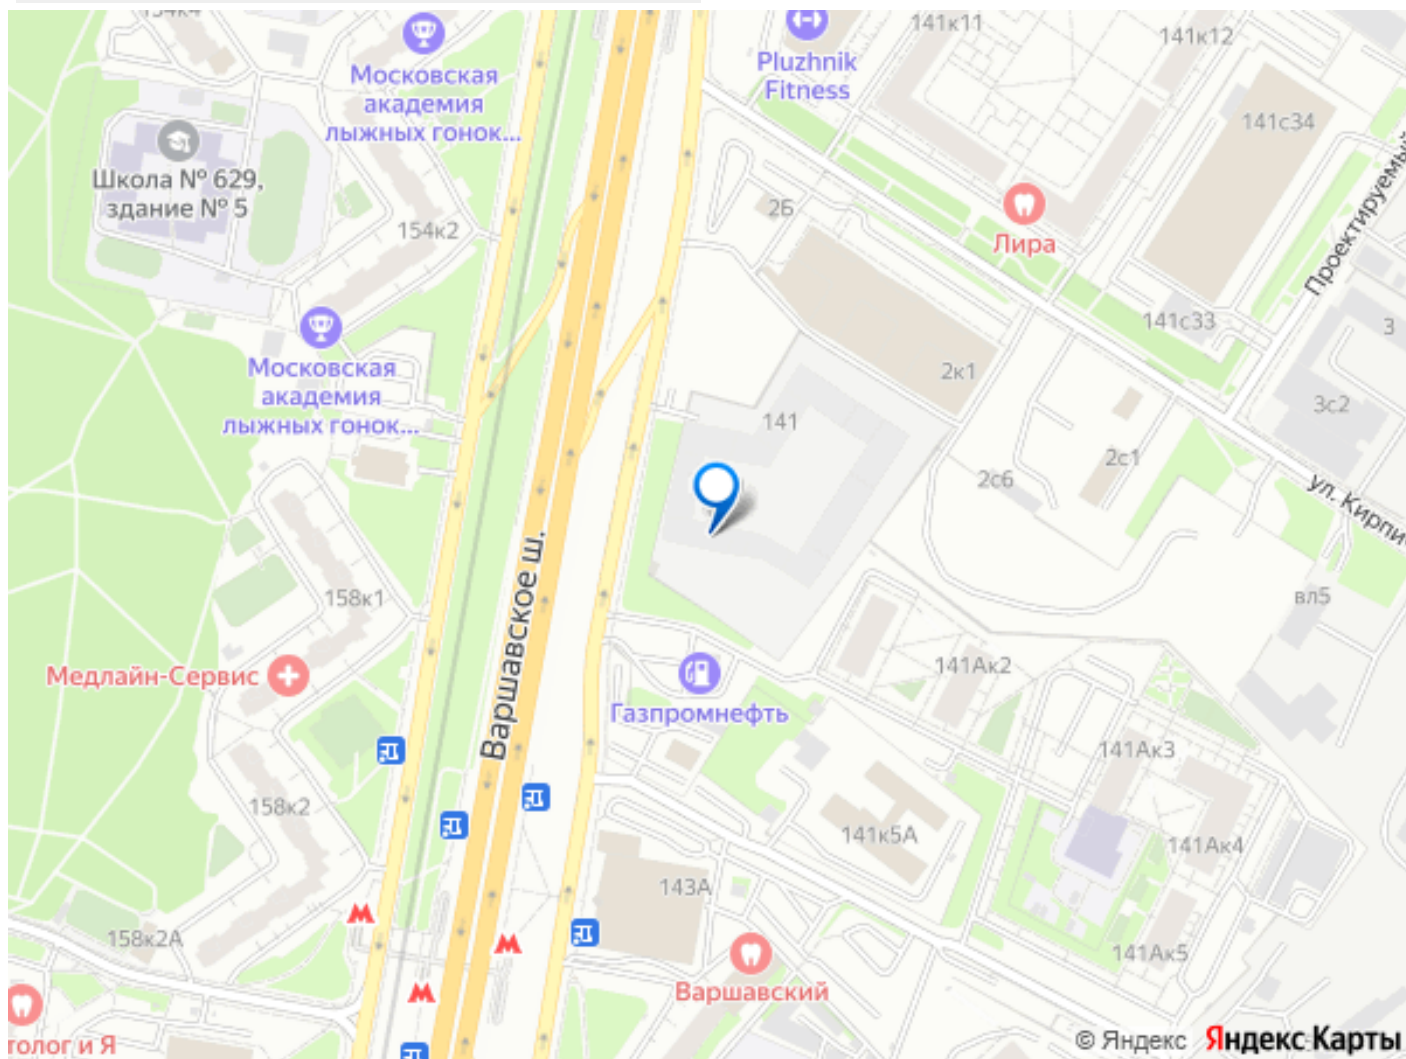 141к11
141к12
Московская
академия
лыжных гонок...
Pluzhnik
Fitness
141с34
Школа № 629,
здание № 5
154к2
2Б
Лира
Проектируемый
141с33
3
Московская
академия
лыжных гонок...
2к1
141
3с2
2с6
2с1
ул. Кирпи
Варшавское ш.
158к1
вл5
Медлайн-Сервис
141Ак2
Газпромнефть
141Ак3
158к2
141к5А
141Ак4
143А
158к2А
141Ак5
Варшавский
толог и Я
© Яндекс Яндекс Карты